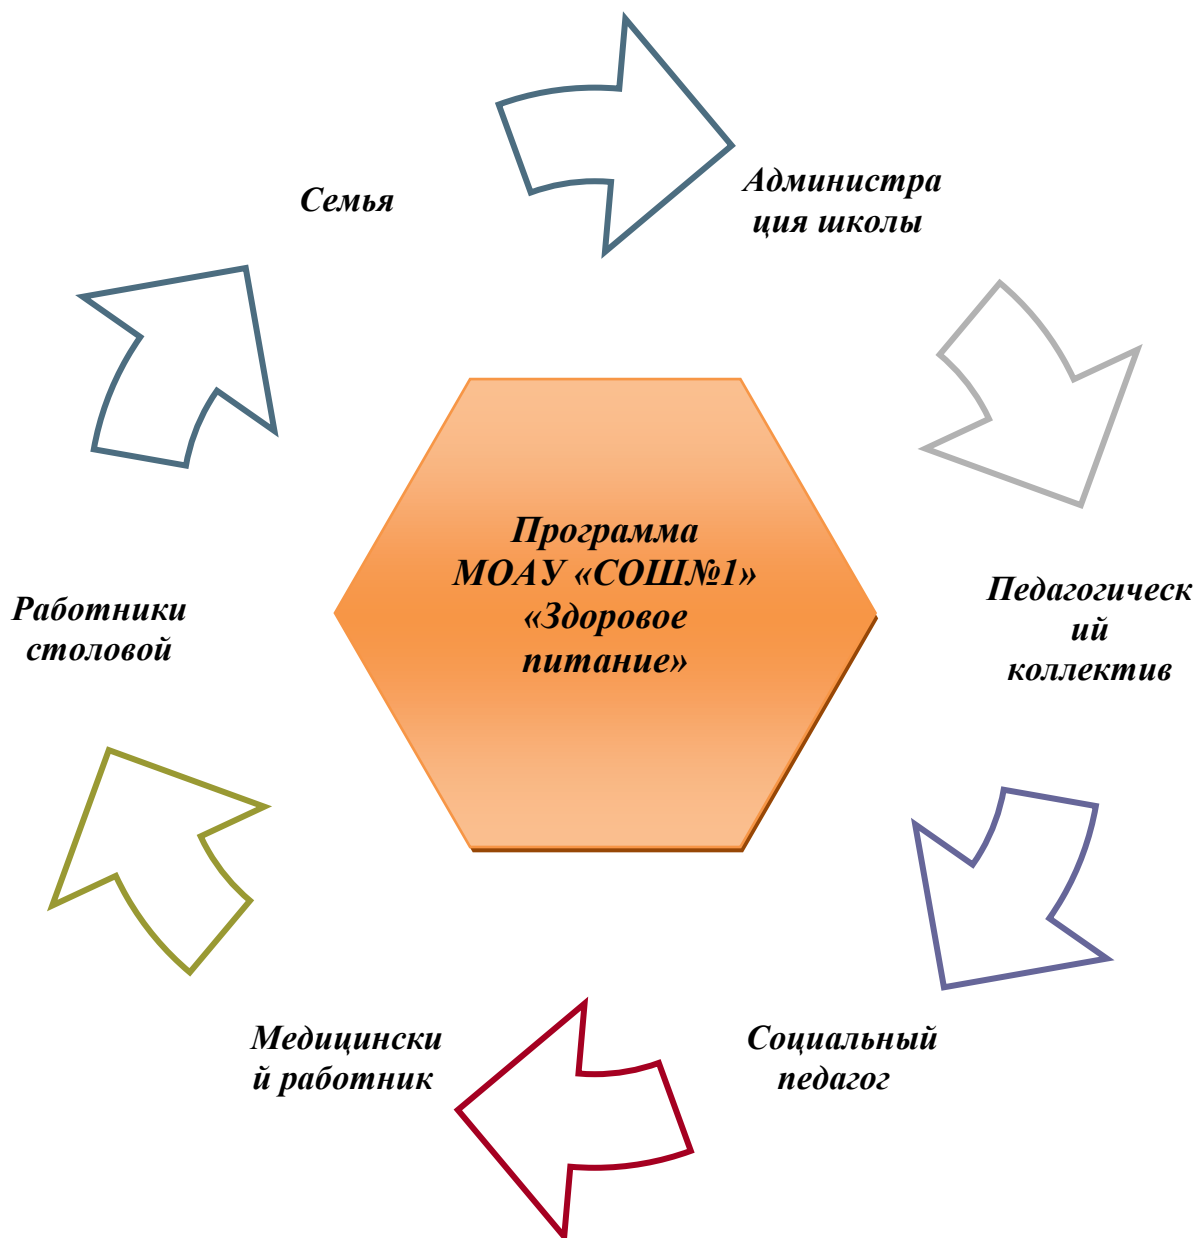 Семья
Администра
ция школы
Программа
МОАУ «СОШ№1»
«Здоровое
питание»
Работники
столовой
Педагогическ
ий
коллектив
Медицински
й работник
Социальный
педагог